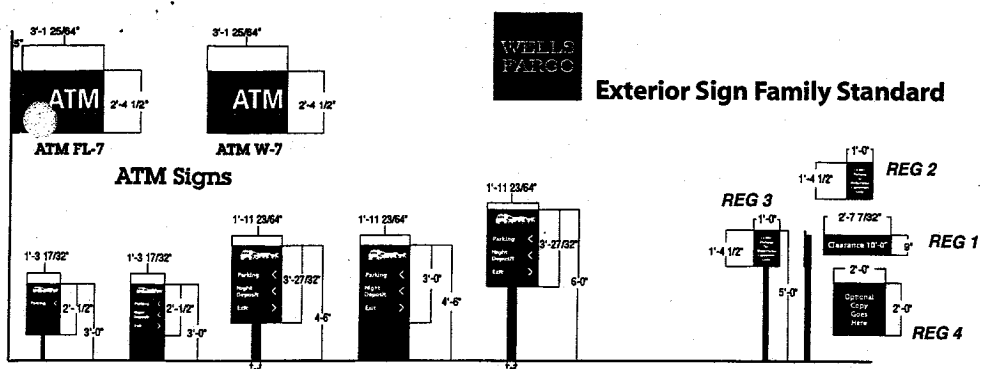 3'-1 25/64"
5"
ATM
2'-4 1/2"
ATM FL-7
3'-1 25/64"
ATM
2'-4 1/2"
ATM W-7
ATM Signs
WELLS
FARGO
Exterior Sign Family Standard
1'-3 17/32"
Parking
2'- 1/2"
3'-0"
1'-3 17/32"
Parking
Night
Deposit
Exit
2'-1/2"
3'-0"
1'-11 23/64"
Parking
Night
Deposit
Exit
3'-27/32"
4-6"
1'-11 23/64"
Parking
Night
Deposit
Exit
3'-0"
4'-6"
1'-11 23/64"
Parking
Night
Deposit
Exit
3'-27/32"
6-0"
REG 3
1'-0"
1'-4 1/2"
5'-0"
1'-0"
1'-4 1/2"
REG 2
2'-7 7/32"
Clearance 10'-0"
9"
REG 1
2'-0"
Optional
Copy
Goes
Here
2'-0"
REG 4